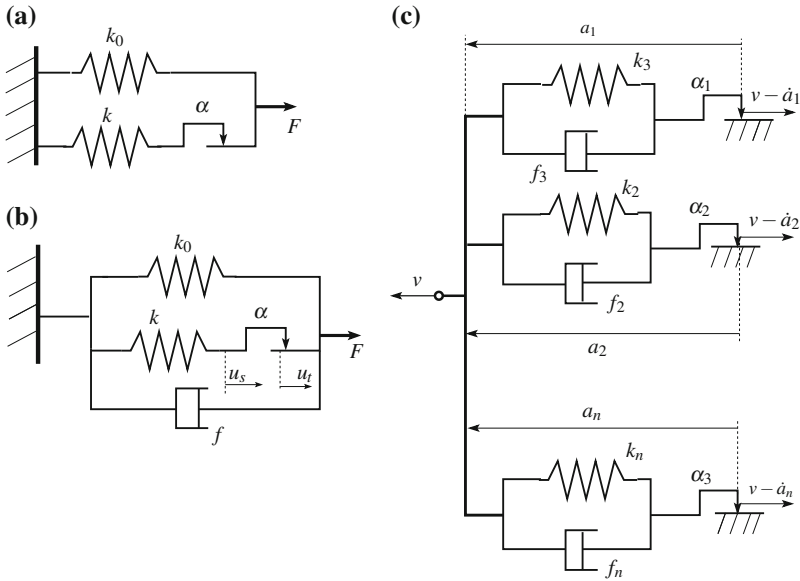 (a)
k₀
k
α
F
(b)
k₀
k
α
uₛ
uₜ
F
f
(c)
a₁
k₃
α₁
v − ȧ₁
f₃
k₂
α₂
v − ȧ₂
v
f₂
a₂
aₙ
kₙ
α₃
v − ȧₙ
fₙ